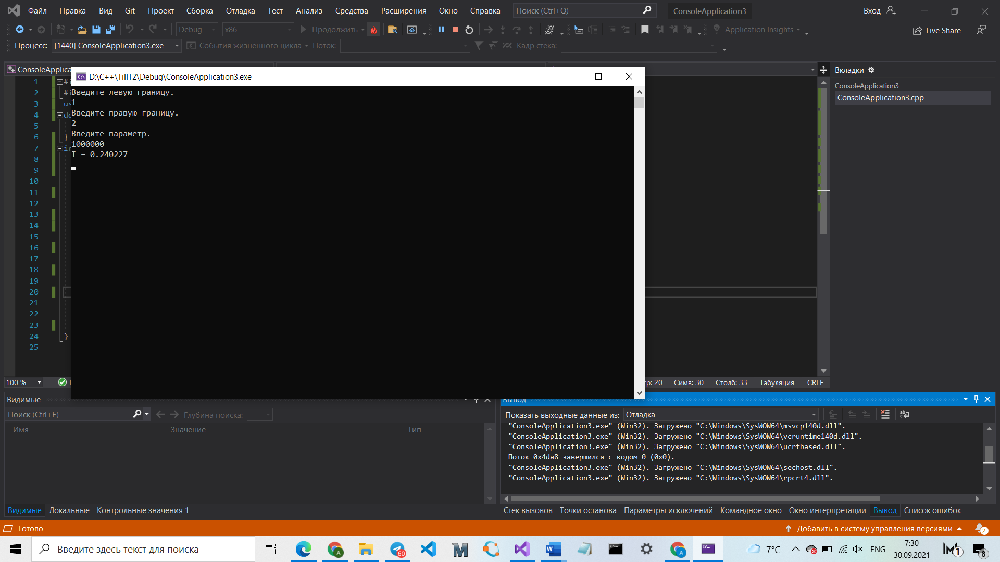 Файл Правка Вид Git Проект Сборка Отладка Тест Анализ Средства Расширения Окно Справка Поиск (Ctrl+Q) ConsoleApplication3 Вход
Debug x86 Продолжить Application Insights Live Share
Процесс: [1440] ConsoleApplication3.exe События жизненного цикла Поток: Кадр стека:
D:\C++\TiIIT2\Debug\ConsoleApplication3.exe
Введите левую границу.
1
Введите правую границу.
2
Введите параметр.
1000000
I = 0.240227
1
2
3
4
5
6
7
8
9
10
11
12
13
14
15
16
17
18
19
20
21
22
23
24 }
25
Вкладки
ConsoleApplication3
ConsoleApplication3.cpp
100 % 20 Симв: 30 Столб: 33 Табуляция CRLF
Видимые
Поиск (Ctrl+E) Глубина поиска:
Имя Значение Тип
Видимые Локальные Контрольные значения 1
Вывод
Показать выходные данные из: Отладка
"ConsoleApplication3.exe" (Win32). Загружено "C:\Windows\SysWOW64\msvcp140d.dll".
"ConsoleApplication3.exe" (Win32). Загружено "C:\Windows\SysWOW64\vcruntime140d.dll".
"ConsoleApplication3.exe" (Win32). Загружено "C:\Windows\SysWOW64\ucrtbased.dll".
Поток 0x4da8 завершился с кодом 0 (0x0).
"ConsoleApplication3.exe" (Win32). Загружено "C:\Windows\SysWOW64\sechost.dll".
"ConsoleApplication3.exe" (Win32). Загружено "C:\Windows\SysWOW64\rpcrt4.dll".
Стек вызовов Точки останова Параметры исключений Командное окно Окно интерпретации Вывод Список ошибок
Готово Добавить в систему управления версиями 2
Введите здесь текст для поиска 60 7°C ENG 7:30 1 8
30.09.2021